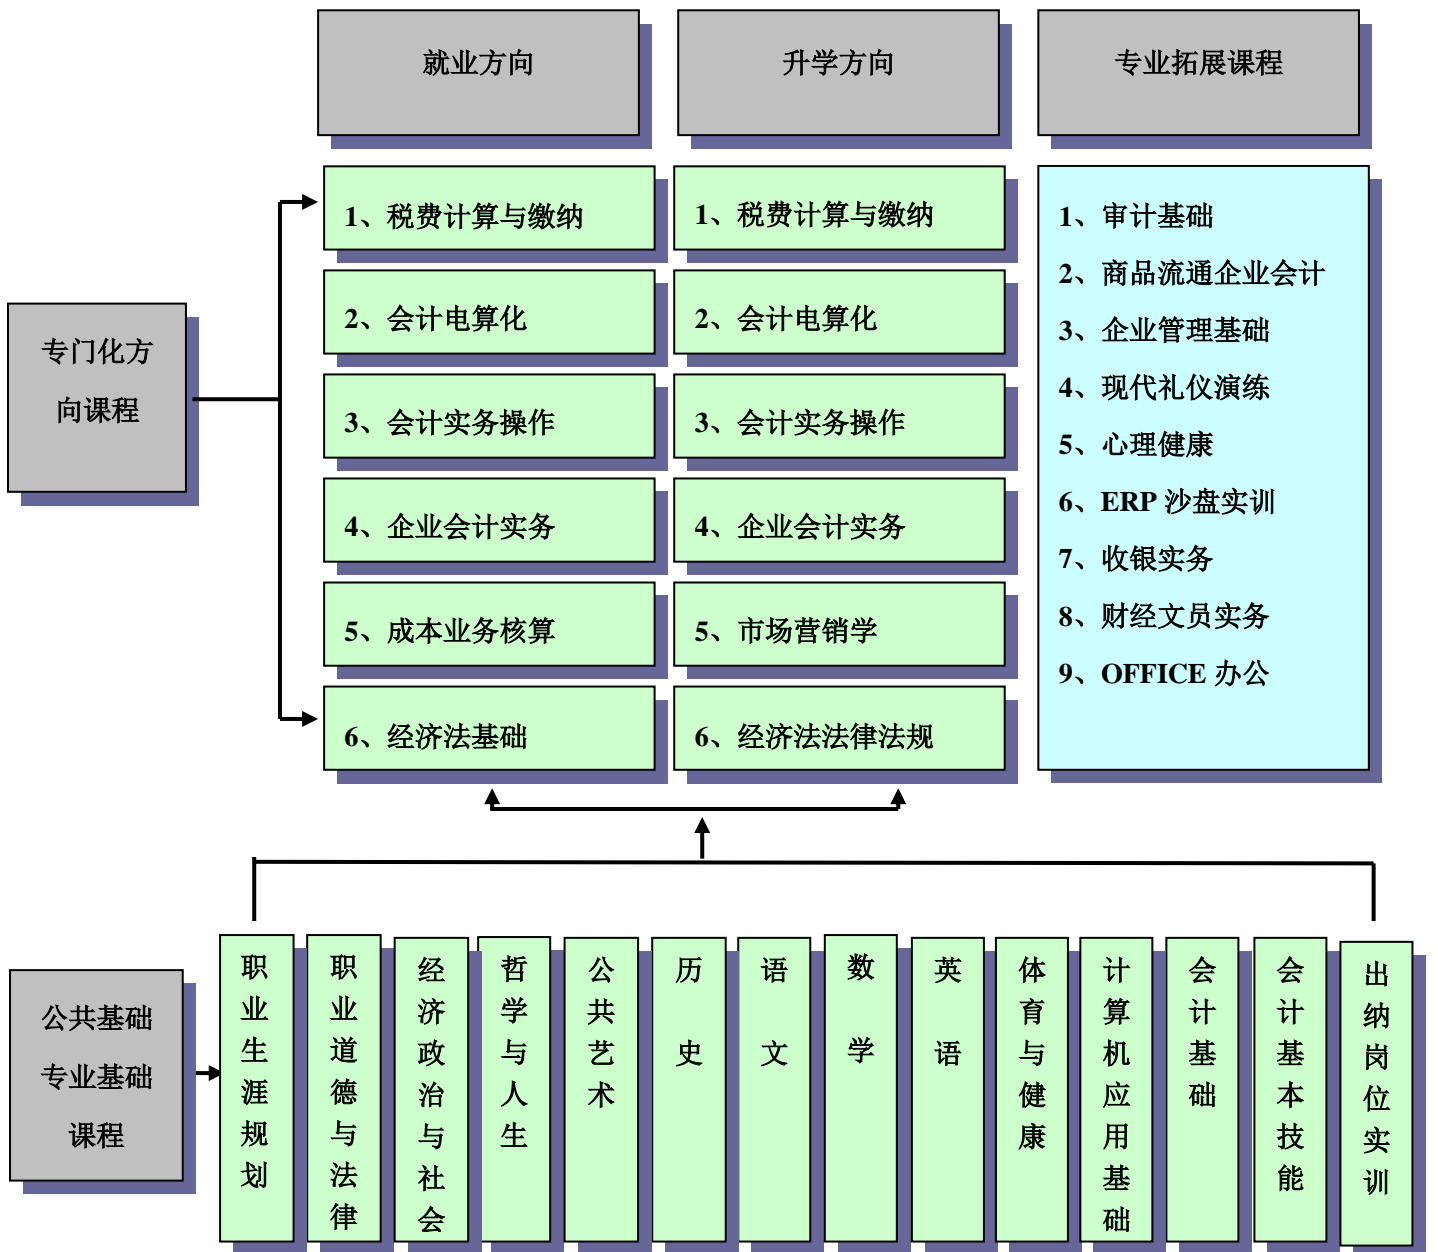 就业方向
升学方向
专业拓展课程
专门化方
向课程
1、税费计算与缴纳
2、会计电算化
3、会计实务操作
4、企业会计实务
5、成本业务核算
6、经济法基础
1、税费计算与缴纳
2、会计电算化
3、会计实务操作
4、企业会计实务
5、市场营销学
6、经济法法律法规
1、审计基础
2、商品流通企业会计
3、企业管理基础
4、现代礼仪演练
5、心理健康
6、ERP 沙盘实训
7、收银实务
8、财经文员实务
9、OFFICE 办公
公共基础
专业基础
课程
职业生涯规划
职业道德与法律
经济政治与社会
哲学与人生
公共艺术
历史
语文
数学
英语
体育与健康
计算机应用基础
会计基础
会计基本技能
出纳岗位实训